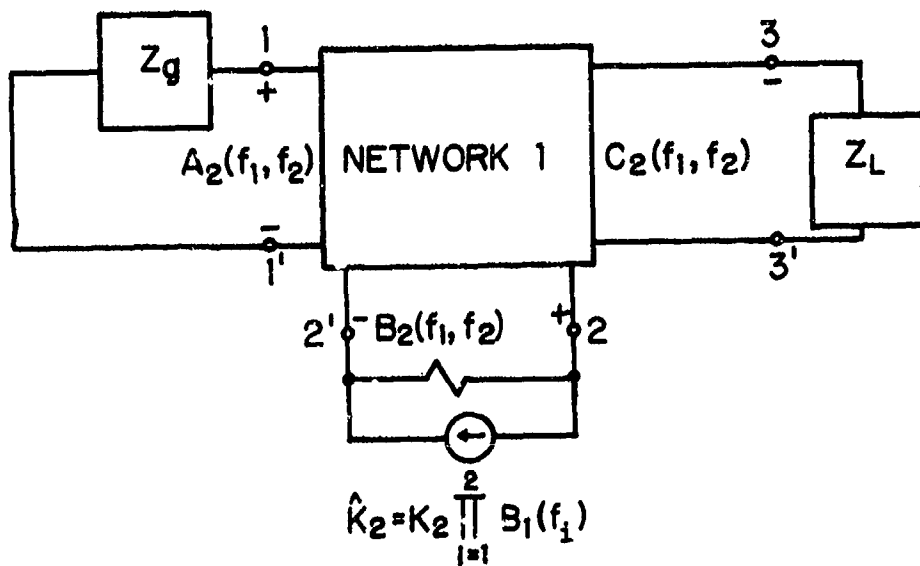 1
3
Zg
+
-
A2(f1, f2)
NETWORK 1
C2(f1, f2)
ZL
-
1'
3'
2'
-
B2(f1, f2)
+
2
K̂2=K2 ∏ B1(fi)
2
i=1